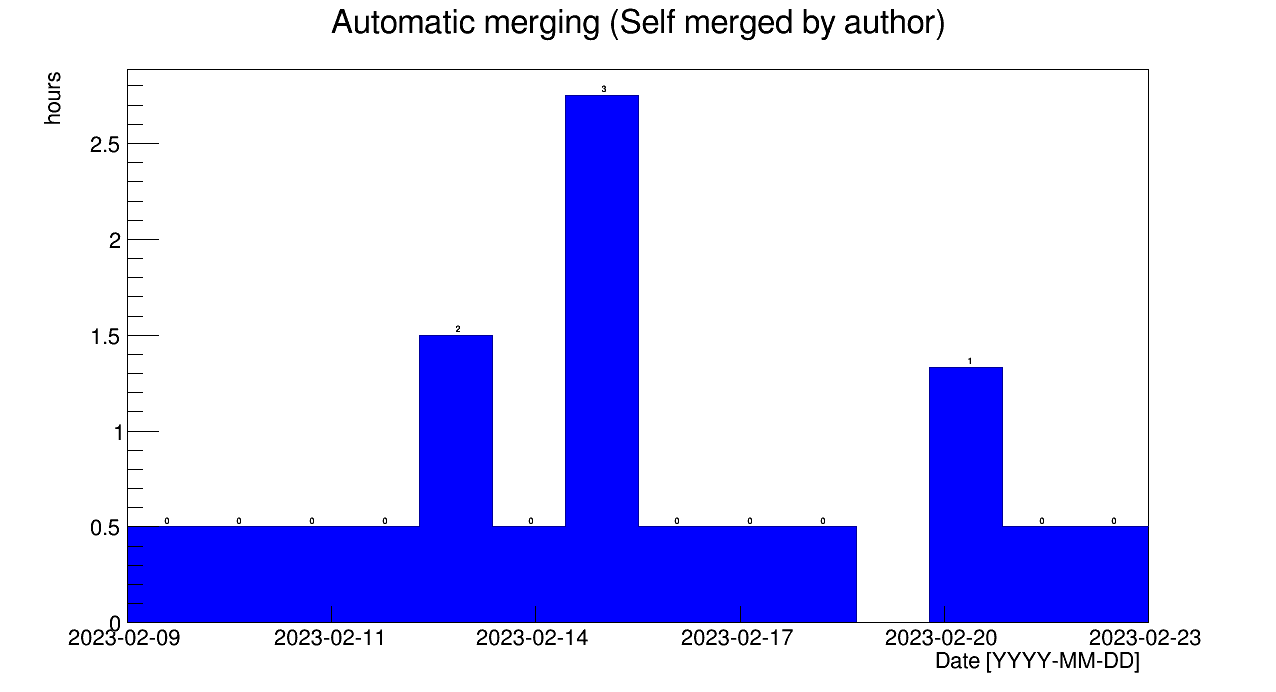 Automatic merging (Self merged by author)
hours
2.5
2
1.5
1
0.5
0
3
2
1
0 0 0 0 0 0 0 0 0 0
2023-02-09 2023-02-11 2023-02-14 2023-02-17 2023-02-20 2023-02-23
Date [YYYY-MM-DD]